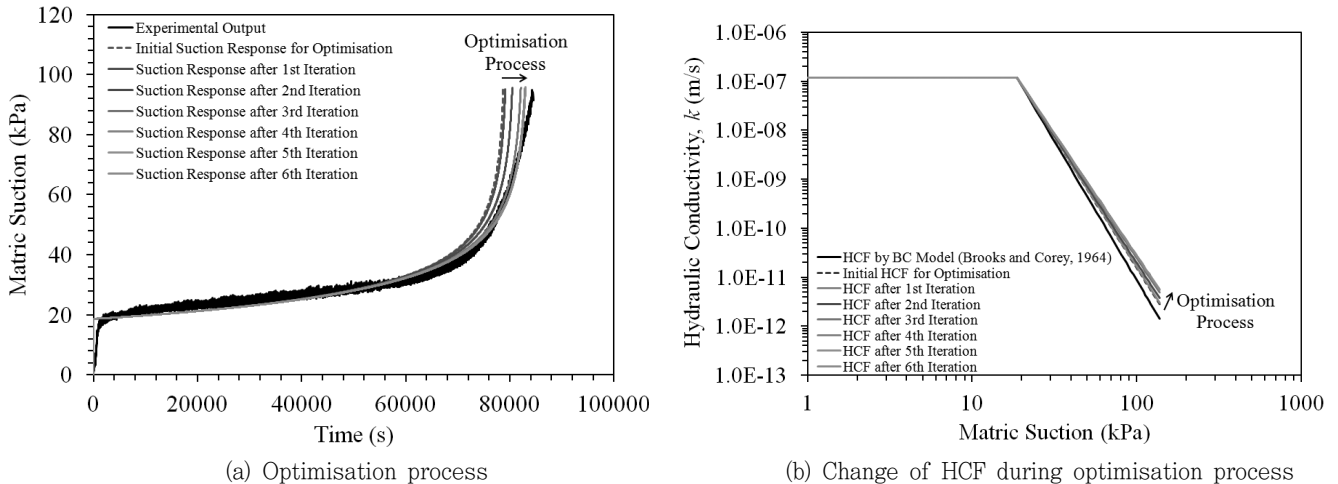 120
100
80
60
40
20
0
Matric Suction (kPa)
Experimental Output
Initial Suction Response for Optimisation
Suction Response after 1st Iteration
Suction Response after 2nd Iteration
Suction Response after 3rd Iteration
Suction Response after 4th Iteration
Suction Response after 5th Iteration
Suction Response after 6th Iteration
Optimisation
Process
0
20000
40000
60000
80000
100000
Time (s)
(a) Optimisation process
1.0E-06
1.0E-07
1.0E-08
1.0E-09
1.0E-10
1.0E-11
1.0E-12
1.0E-13
Hydraulic Conductivity, k (m/s)
HCF by BC Model (Brooks and Corey, 1964)
Initial HCF for Optimisation
HCF after 1st Iteration
HCF after 2nd Iteration
HCF after 3rd Iteration
HCF after 4th Iteration
HCF after 5th Iteration
HCF after 6th Iteration
Optimisation
Process
1
10
100
1000
Matric Suction (kPa)
(b) Change of HCF during optimisation process